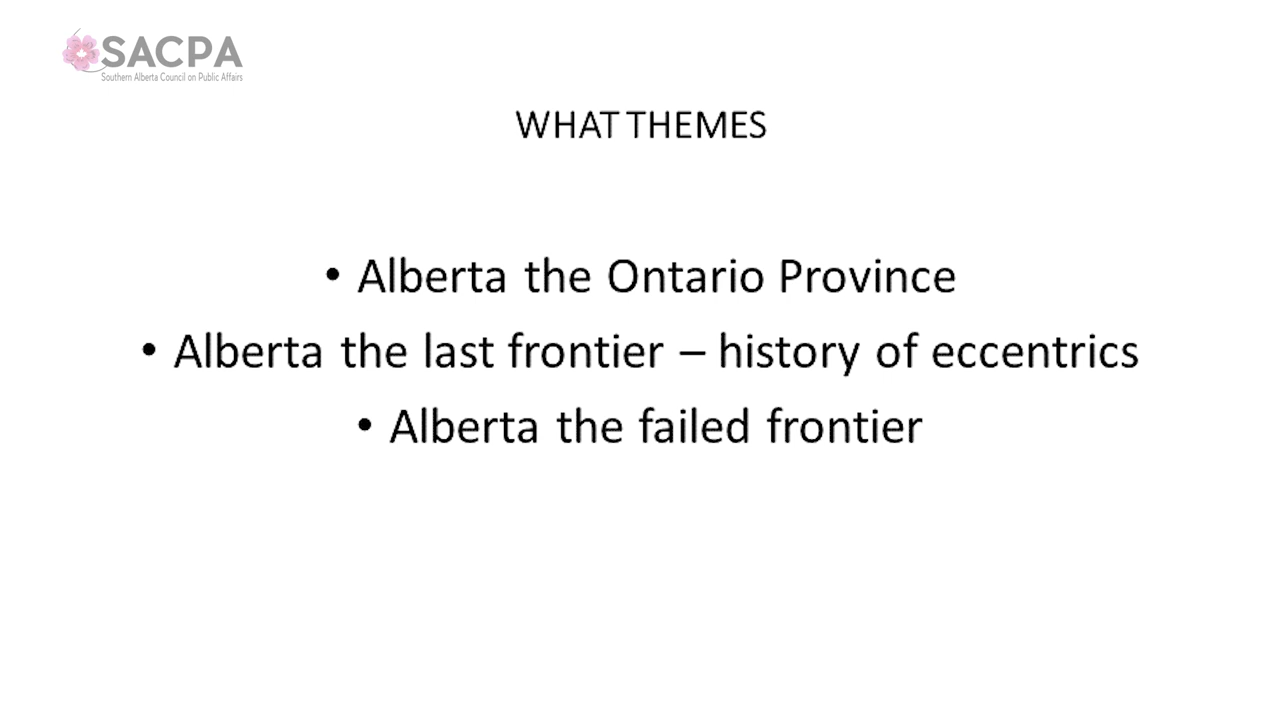 SACPA
Southern Alberta Council on Public Affairs
WHAT THEMES
• Alberta the Ontario Province
• Alberta the last frontier – history of eccentrics
• Alberta the failed frontier